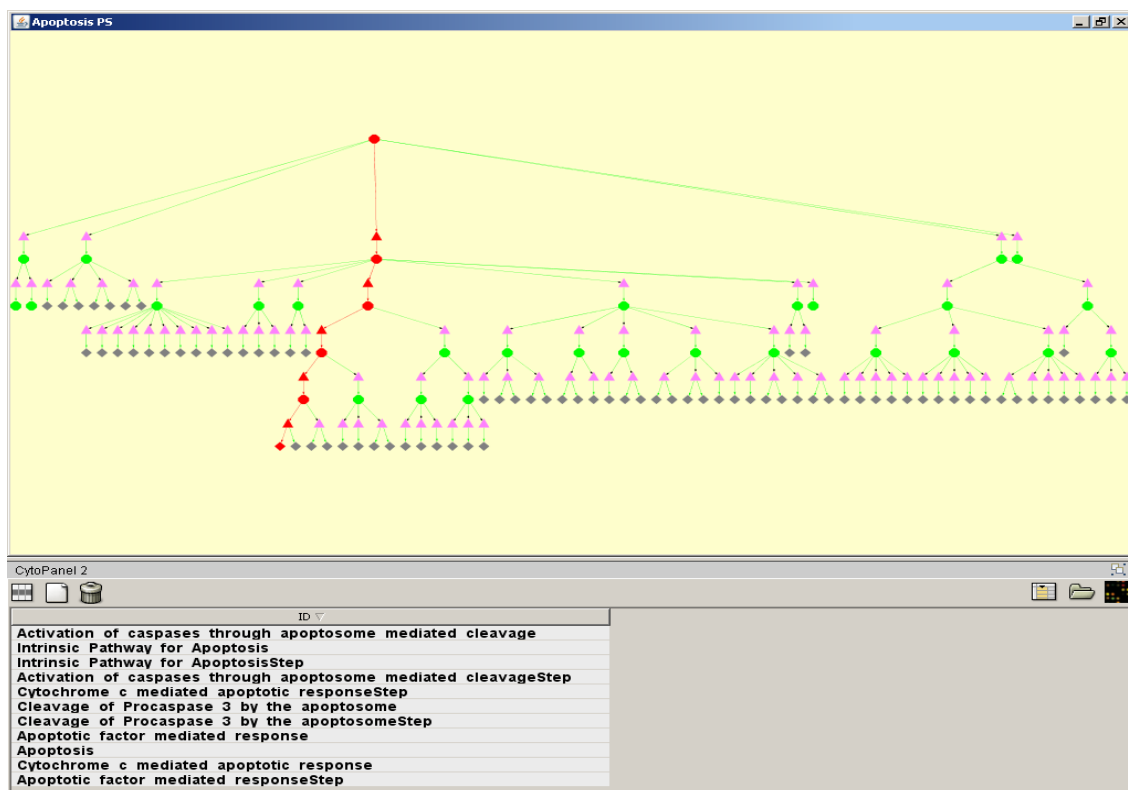 Apoptosis PS
CytoPanel 2
ID
Activation of caspases through apoptosome mediated cleavage
Intrinsic Pathway for Apoptosis
Intrinsic Pathway for ApoptosisStep
Activation of caspases through apoptosome mediated cleavageStep
Cytochrome c mediated apoptotic responseStep
Cleavage of Procaspase 3 by the apoptosome
Cleavage of Procaspase 3 by the apoptosomeStep
Apoptotic factor mediated response
Apoptosis
Cytochrome c mediated apoptotic response
Apoptotic factor mediated responseStep